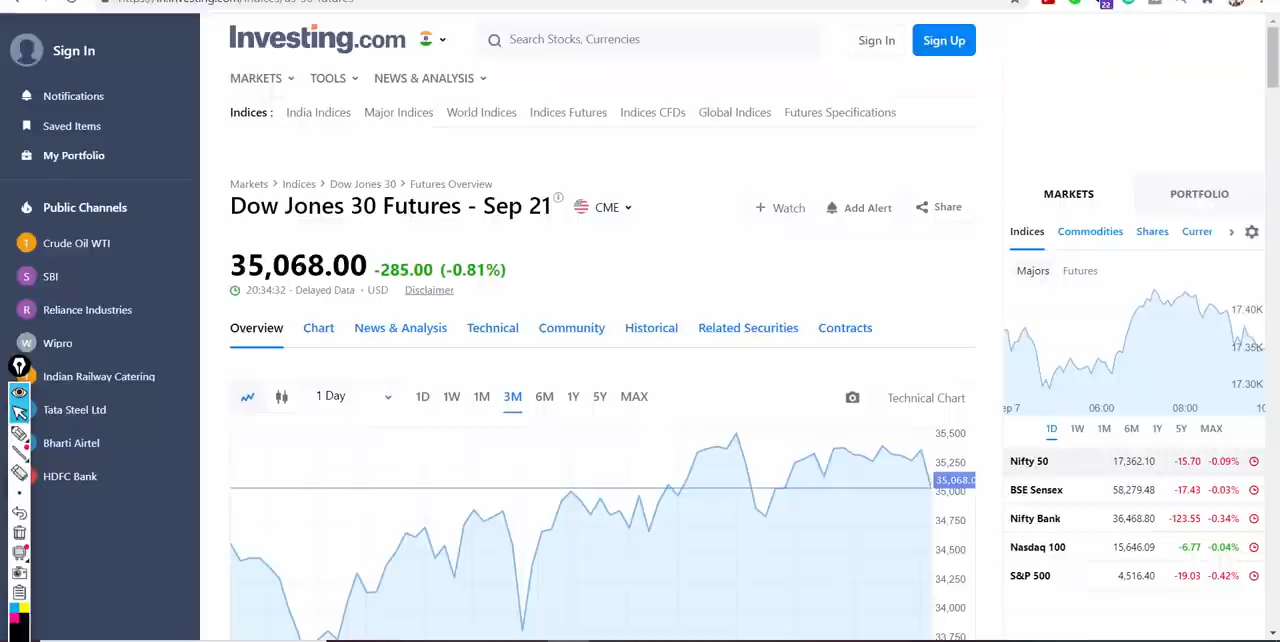 22
Sign In
Notifications
Saved Items
My Portfolio
Public Channels
Crude Oil WTI
S SBI
R Reliance Industries
W Wipro
Indian Railway Catering
Tata Steel Ltd
Bharti Airtel
HDFC Bank
Investing.com
Search Stocks, Currencies
Sign In
Sign Up
MARKETS TOOLS NEWS & ANALYSIS
Indices : India Indices Major Indices World Indices Indices Futures Indices CFDs Global Indices Futures Specifications
Markets > Indices > Dow Jones 30 > Futures Overview
Dow Jones 30 Futures - Sep 21
CME
+ Watch Add Alert Share
35,068.00 -285.00 (-0.81%)
20:34:32 - Delayed Data • USD Disclaimer
Overview Chart News & Analysis Technical Community Historical Related Securities Contracts
1 Day 1D 1W 1M 3M 6M 1Y 5Y MAX Technical Chart
35,500
35,250
35,068.0
35,000
34,750
34,500
34,250
34,000
33,750
MARKETS PORTFOLIO
Indices Commodities Shares Curren
Majors Futures
17.40K
17.35K
17.30K
ep 7 06:00 08:00 10
1D 1W 1M 6M 1Y 5Y MAX
Nifty 50 17,362.10 -15.70 -0.09%
BSE Sensex 58,279.48 -17.43 -0.03%
Nifty Bank 36,468.80 -123.55 -0.34%
Nasdaq 100 15,646.09 -6.77 -0.04%
S&P 500 4,516.40 -19.03 -0.42%